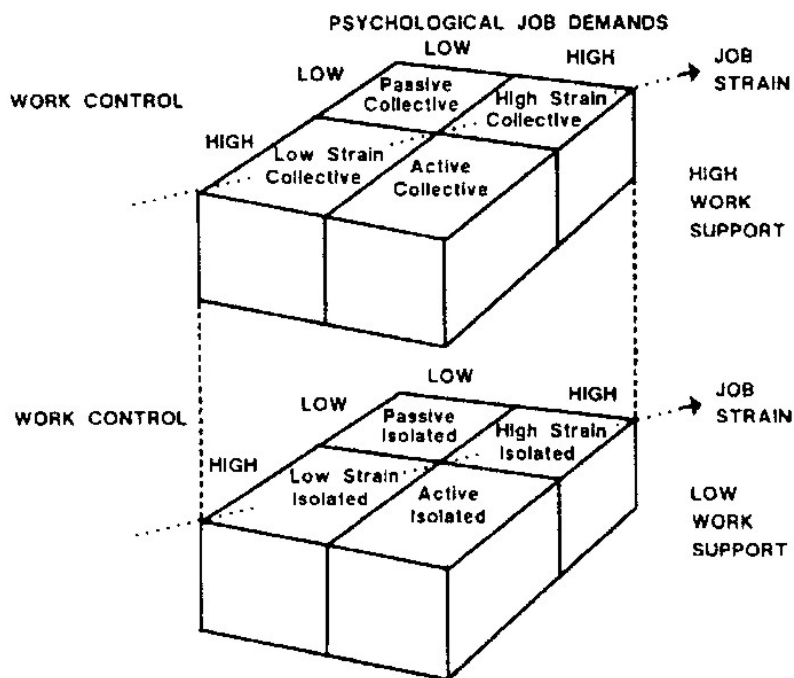 PSYCHOLOGICAL JOB DEMANDS
LOW
HIGH
JOB
STRAIN
LOW
WORK CONTROL
HIGH
Passive
Collective
High Strain
Collective
Low Strain
Collective
Active
Collective
HIGH
WORK
SUPPORT
LOW
HIGH
JOB
STRAIN
LOW
WORK CONTROL
HIGH
Passive
Isolated
High Strain
Isolated
Low Strain
Isolated
Active
Isolated
LOW
WORK
SUPPORT